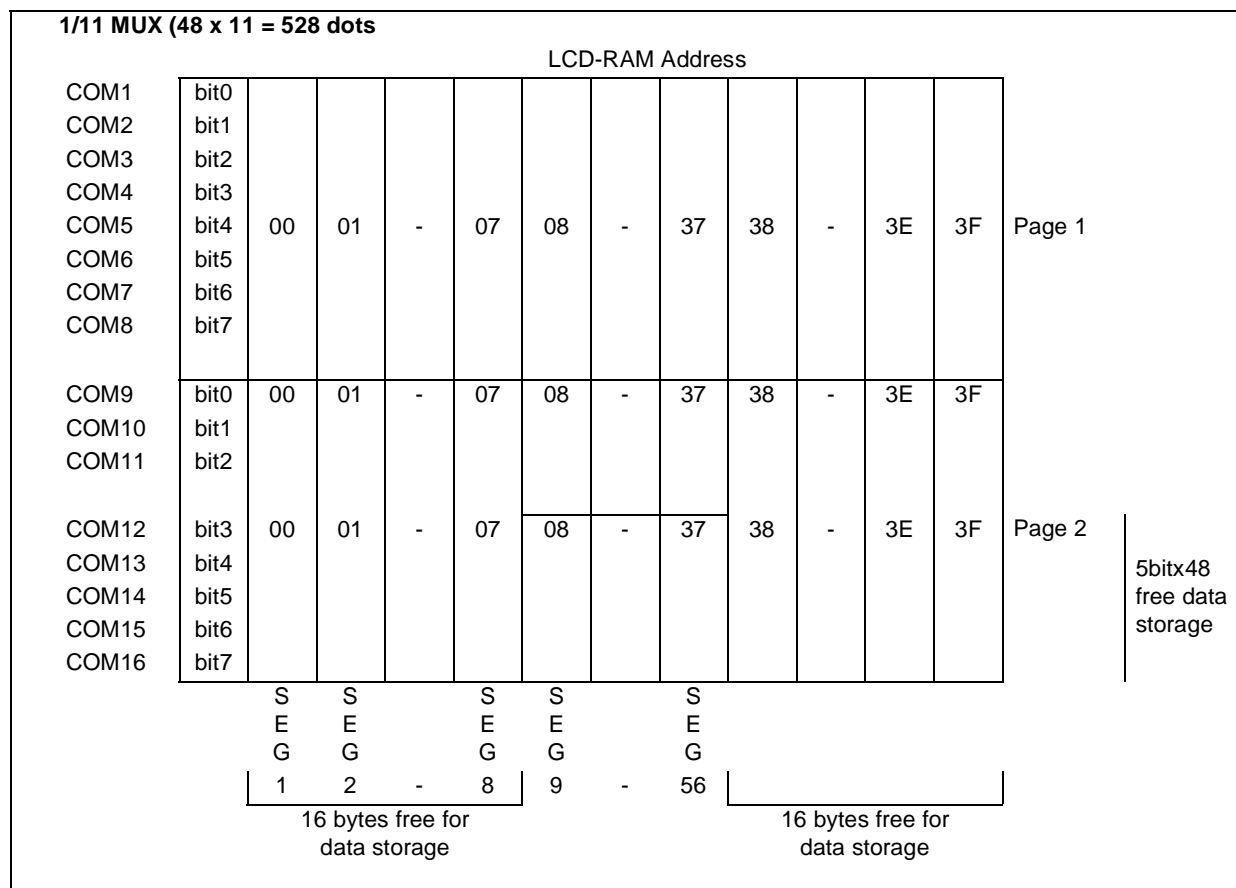 1/11 MUX (48 x 11 = 528 dots
LCD-RAM Address
COM1 bit0
COM2 bit1
COM3 bit2
COM4 bit3
COM5 bit4 00 01 - 07 08 - 37 38 - 3E 3F Page 1
COM6 bit5
COM7 bit6
COM8 bit7
COM9 bit0 00 01 - 07 08 - 37 38 - 3E 3F
COM10 bit1
COM11 bit2
COM12 bit3 00 01 - 07 08 - 37 38 - 3E 3F Page 2
COM13 bit4
COM14 bit5
COM15 bit6
COM16 bit7
5bitx48
free data
storage
S S S S S
E E E E E
G G G G G
1 2 - 8 9 - 56
16 bytes free for
data storage
16 bytes free for
data storage